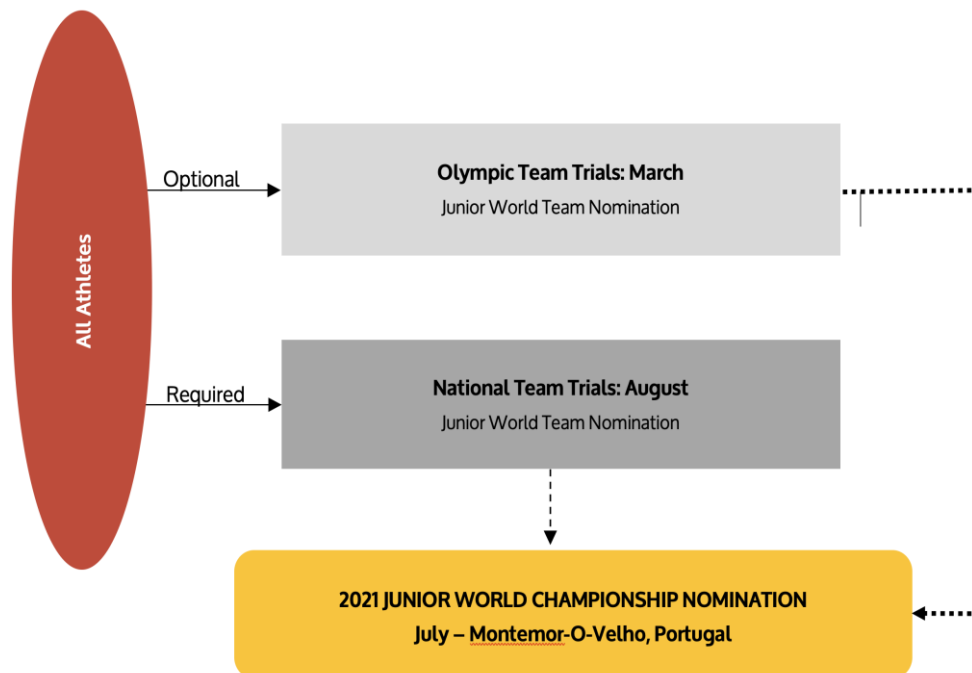 All Athletes
Optional
Olympic Team Trials: March
Junior World Team Nomination
Required
National Team Trials: August
Junior World Team Nomination
2021 JUNIOR WORLD CHAMPIONSHIP NOMINATION
July – Montemor-O-Velho, Portugal